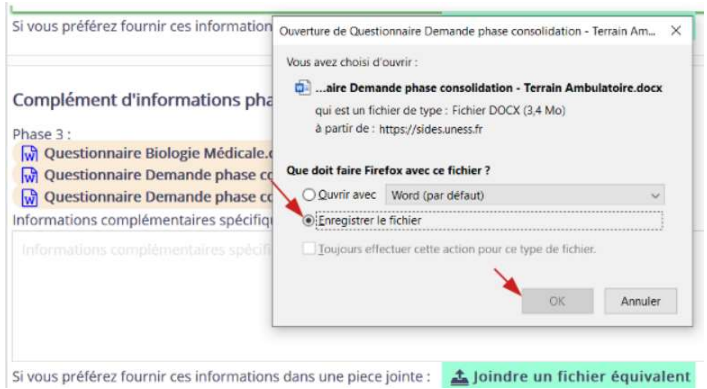 Si vous préférez fournir ces information
Ouverture de Questionnaire Demande phase consolidation - Terrain Am...
Vous avez choisi d'ouvrir :
...aire Demande phase consolidation - Terrain Ambulatoire.docx
qui est un fichier de type : Fichier DOCX (3,4 Mo)
à partir de : https://sides.uness.fr
Que doit faire Firefox avec ce fichier ?
Ouvrir avec Word (par défaut)
Enregistrer le fichier
Toujours effectuer cette action pour ce type de fichier.
OK Annuler
Complément d'informations pha
Phase 3 :
Questionnaire Biologie Médicale.
Questionnaire Demande phase co
Questionnaire Demande phase co
Informations complémentaires spécifiq
Informations complémentaires spécifi
Si vous préférez fournir ces informations dans une piece jointe : Joindre un fichier équivalent